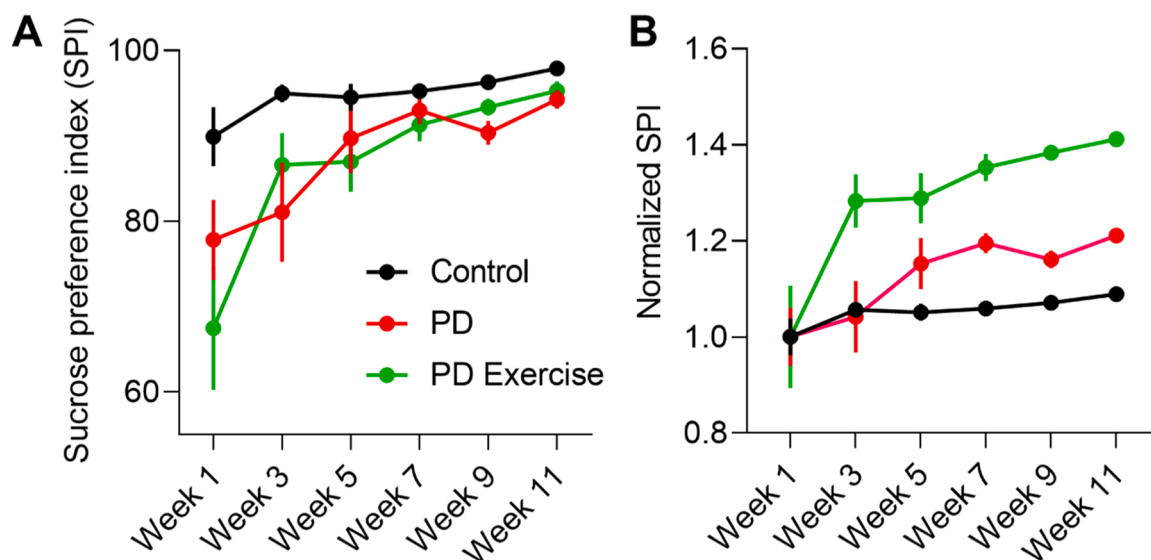 A
Sucrose preference index (SPI)
100
80
60
Control
PD
PD Exercise
Week 1
Week 3
Week 5
Week 7
Week 9
Week 11
B
Normalized SPI
1.6
1.4
1.2
1.0
0.8
Week 1
Week 3
Week 5
Week 7
Week 9
Week 11